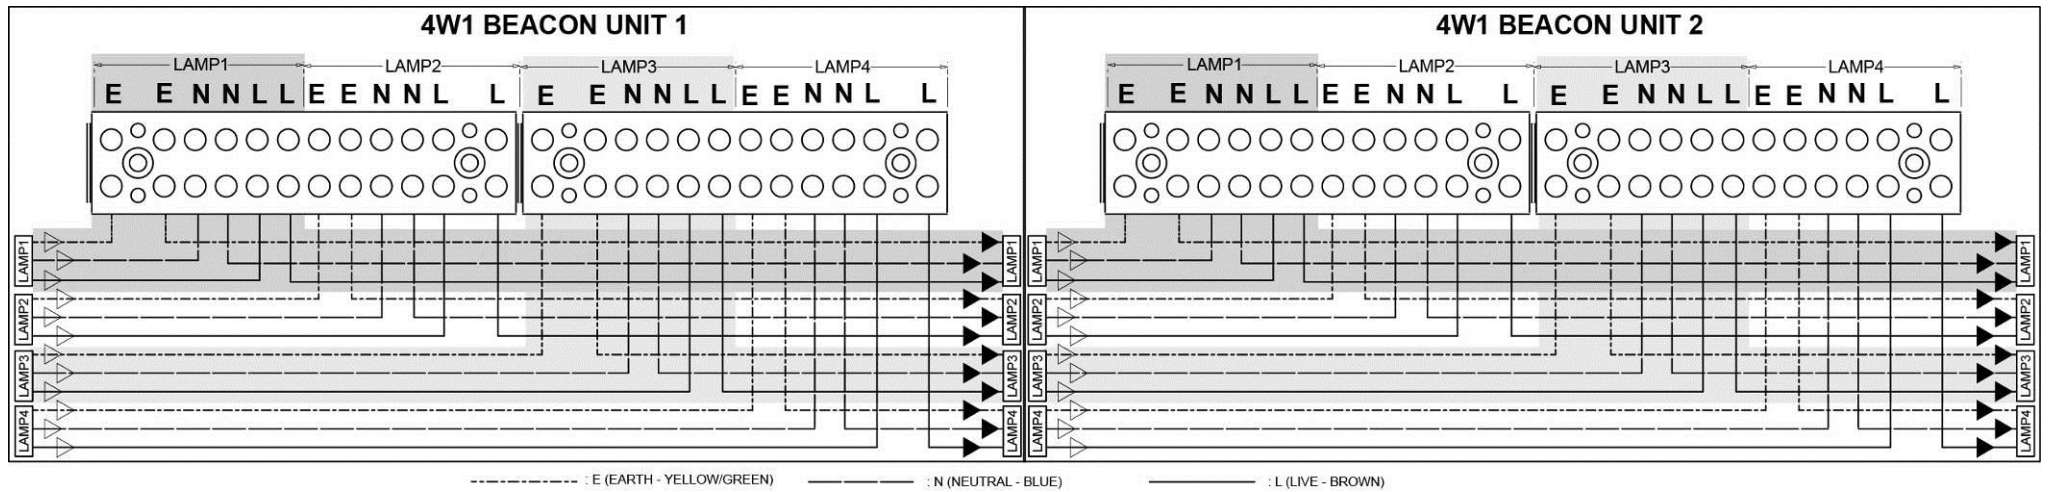 4W1 BEACON UNIT 1
LAMP1 LAMP2 LAMP3 LAMP4
E E N N L L E E N N L L E E N N L L E E N N L L
LAMP1 LAMP1
LAMP2 LAMP2
LAMP3 LAMP3
LAMP4 LAMP4
4W1 BEACON UNIT 2
LAMP1 LAMP2 LAMP3 LAMP4
E E N N L L E E N N L L E E N N L L E E N N L L
LAMP1 LAMP1
LAMP2 LAMP2
LAMP3 LAMP3
LAMP4 LAMP4
: E (EARTH - YELLOW/GREEN) : N (NEUTRAL - BLUE) : L (LIVE - BROWN)